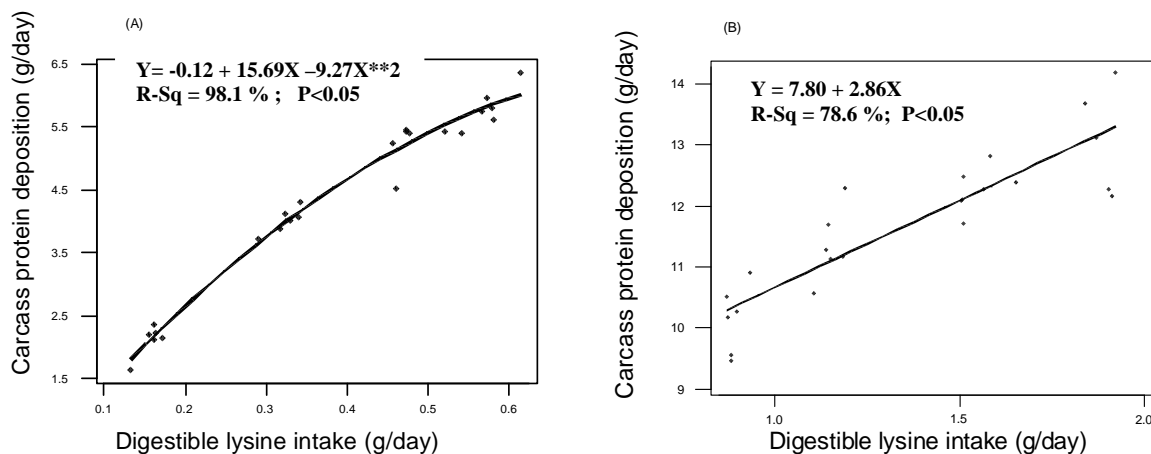 (A)
Carcass protein deposition (g/day)
Y= -0.12 + 15.69X –9.27X**2
R-Sq = 98.1 % ; P<0.05
6.5
5.5
4.5
3.5
2.5
1.5
0.1 0.2 0.3 0.4 0.5 0.6
Digestible lysine intake (g/day)
(B)
Carcass protein deposition (g/day)
Y = 7.80 + 2.86X
R-Sq = 78.6 %; P<0.05
14
13
12
11
10
9
1.0 1.5 2.0
Digestible lysine intake (g/day)